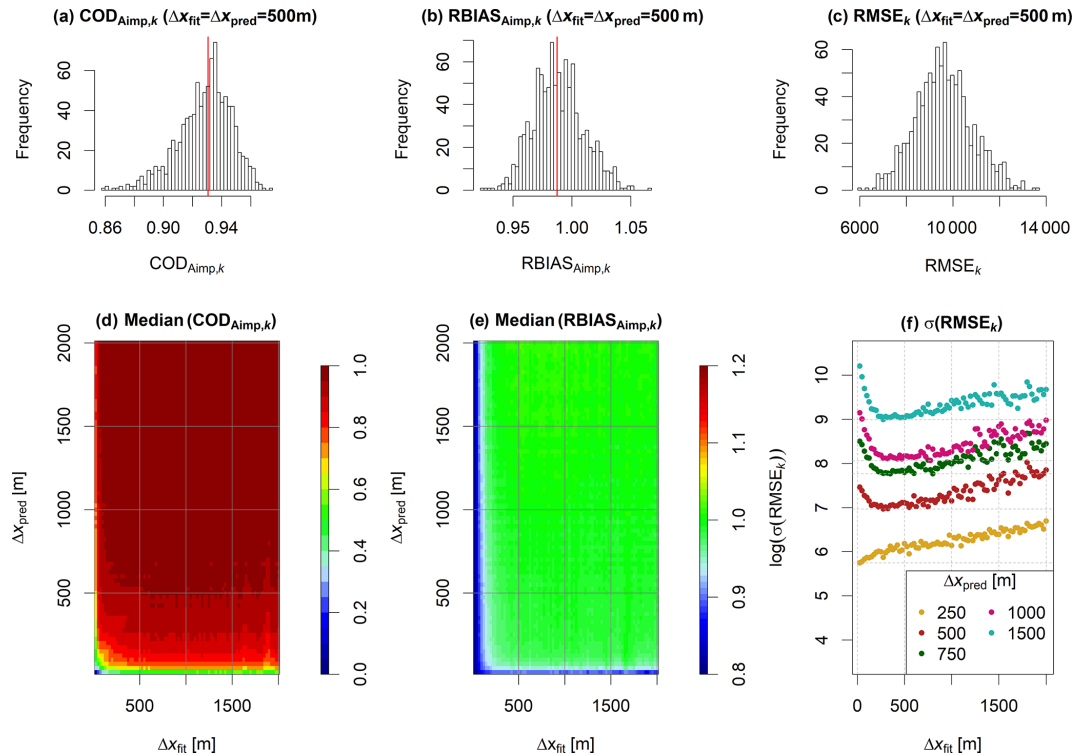 (a) COD_Aimp,k (Δx_fit=Δx_pred=500m)
Frequency
0 20 40 60
0.86 0.90 0.94
COD_Aimp,k
(b) RBIAS_Aimp,k (Δx_fit=Δx_pred=500 m)
Frequency
0 20 40 60
0.95 1.00 1.05
RBIAS_Aimp,k
(c) RMSE_k (Δx_fit=Δx_pred=500 m)
Frequency
0 20 40 60
6000 10 000 14 000
RMSE_k
(d) Median (COD_Aimp,k)
Δx_pred [m]
500 1000 1500 2000
500 1500
Δx_fit [m]
0.0 0.2 0.4 0.6 0.8 1.0
(e) Median (RBIAS_Aimp,k)
Δx_pred [m]
500 1000 1500 2000
500 1500
Δx_fit [m]
0.8 0.9 1.0 1.1 1.2
(f) σ(RMSE_k)
log(σ(RMSE_k))
4 5 6 7 8 9 10
0 500 1500
Δx_fit [m]
Δx_pred [m]
250 1000
500 1500
750